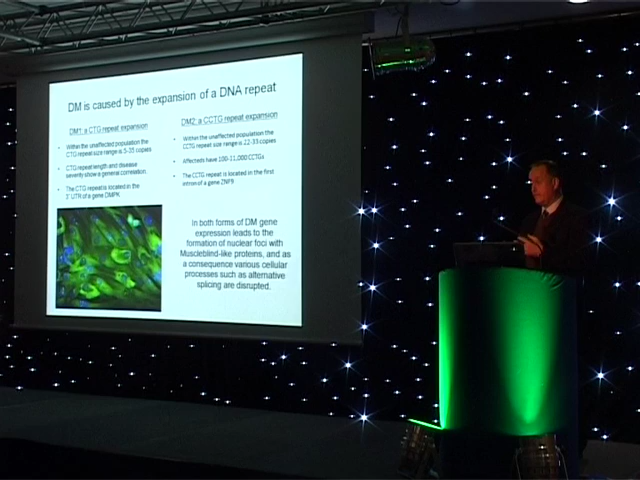 DM is caused by the expansion of a DNA repeat
DM1: a CTG repeat expansion
• Within the unaffected population the
CTG repeat size range is 5-35 copies
• CTG repeat length and disease
severity show a general correlation.
• The CTG repeat is located in the
3' UTR of a gene DMPK
DM2: a CCTG repeat expansion
• Within the unaffected population the
CCTG repeat size range is 22-33 copies
• Affecteds have 100-11,000 CCTGs
• The CCTG repeat is located in the first
intron of a gene ZNF9
In both forms of DM gene
expression leads to the
formation of nuclear foci with
Muscleblind-like proteins, and as
a consequence various cellular
processes such as alternative
splicing are disrupted.